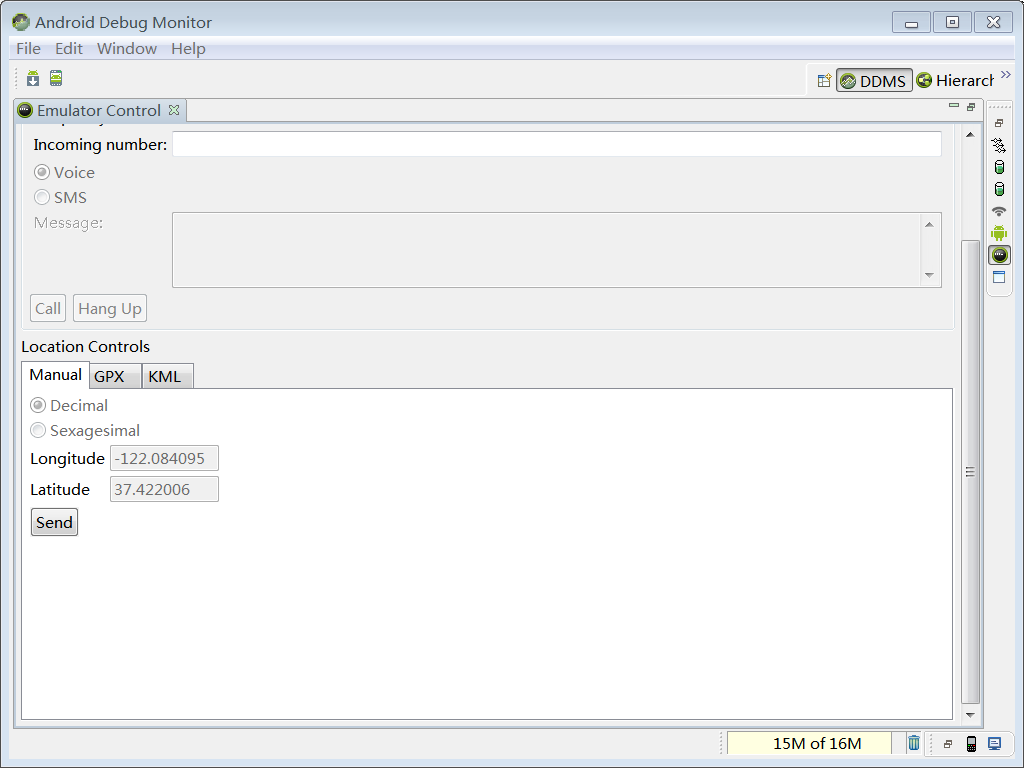 Android Debug Monitor
File Edit Window Help
DDMS Hierarch
Emulator Control
Incoming number:
Voice
SMS
Message:
Call Hang Up
Location Controls
Manual GPX KML
Decimal
Sexagesimal
Longitude -122.084095
Latitude 37.422006
Send
15M of 16M